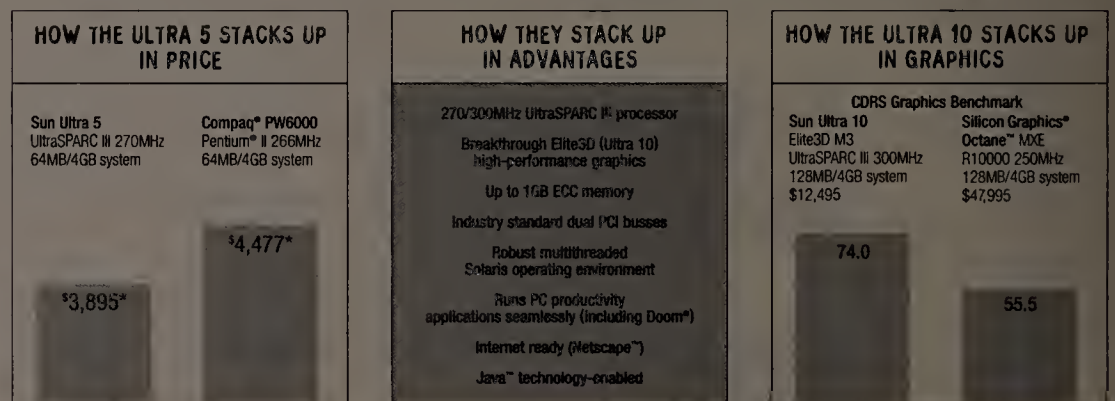 HOW THE ULTRA 5 STACKS UP
IN PRICE
Sun Ultra 5
UltraSPARC IIi 270MHz
64MB/4GB system
Compaq® PW6000
Pentium® II 266MHz
64MB/4GB system
$3,895*
$4,477*
HOW THEY STACK UP
IN ADVANTAGES
270/300MHz UltraSPARC IIi processor
Breakthrough Elite3D (Ultra 10)
high-performance graphics
Up to 1GB ECC memory
Industry standard dual PCI busses
Robust multithreaded
Solaris operating environment
Runs PC productivity
applications seamlessly (including Doom®)
Internet ready (Netscape™)
Java™ technology-enabled
HOW THE ULTRA 10 STACKS UP
IN GRAPHICS
CDRS Graphics Benchmark
Sun Ultra 10
Elite3D M3
UltraSPARC IIi 300MHz
128MB/4GB system
$12,495
Silicon Graphics®
Octane™ MXE
R10000 250MHz
128MB/4GB system
$47,995
74.0
55.5